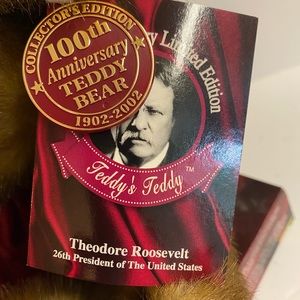 COLLECTOR'S EDITION
100th
Anniversary
TEDDY
BEAR
1902-2002
Limited Edition
Teddy's Teddy™
Theodore Roosevelt
26th President of The United States